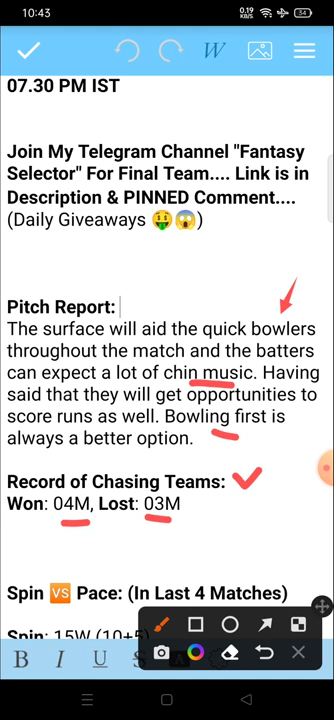 10:43
0.19
KB/S
34
W
07.30 PM IST
Join My Telegram Channel "Fantasy
Selector" For Final Team.... Link is in
Description & PINNED Comment....
(Daily Giveaways 🤑😱)
Pitch Report:
The surface will aid the quick bowlers
throughout the match and the batters
can expect a lot of chin music. Having
said that they will get opportunities to
score runs as well. Bowling first is
always a better option.
Record of Chasing Teams:
Won: 04M, Lost: 03M
Spin 🆚 Pace: (In Last 4 Matches)
Spin: 15W (10+5)
B I U S A